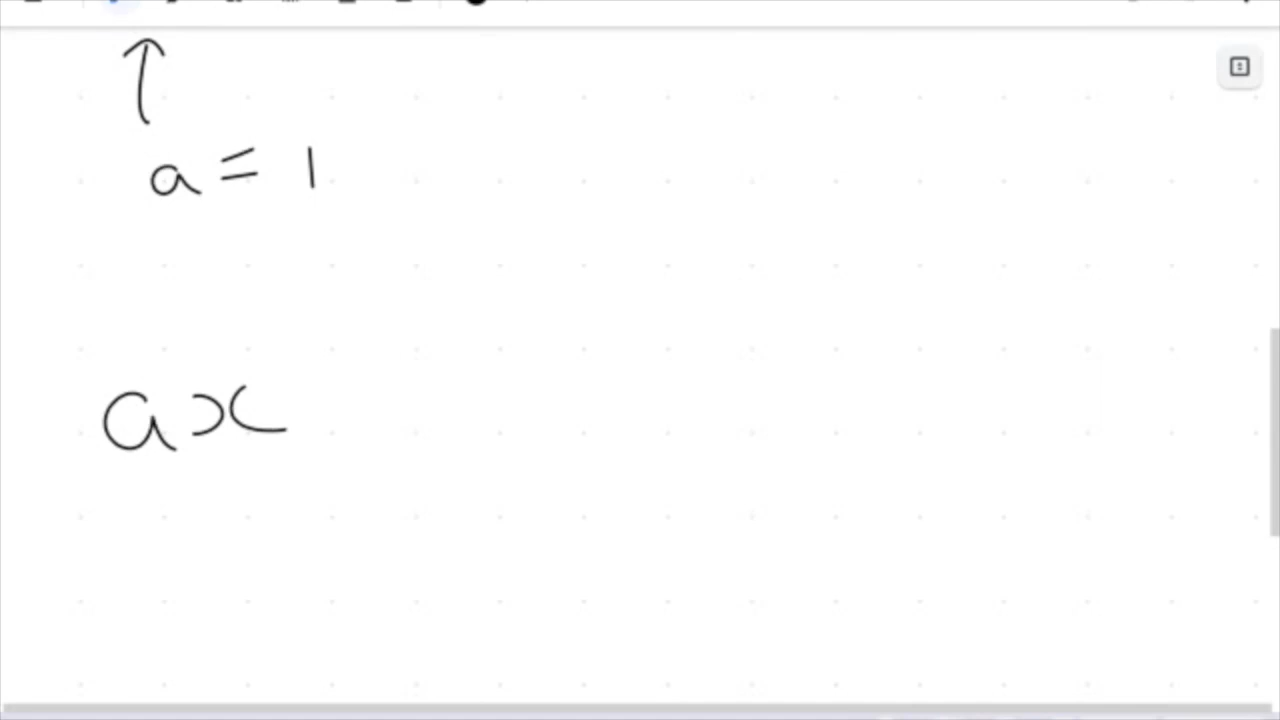 a = 1
ax